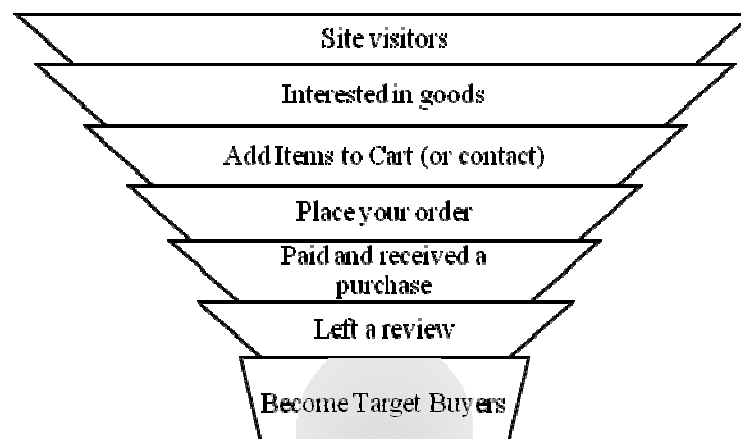 Site visitors
Interested in goods
Add Items to Cart (or contact)
Place your order
Paid and received a
purchase
Left a review
Become Target Buyers